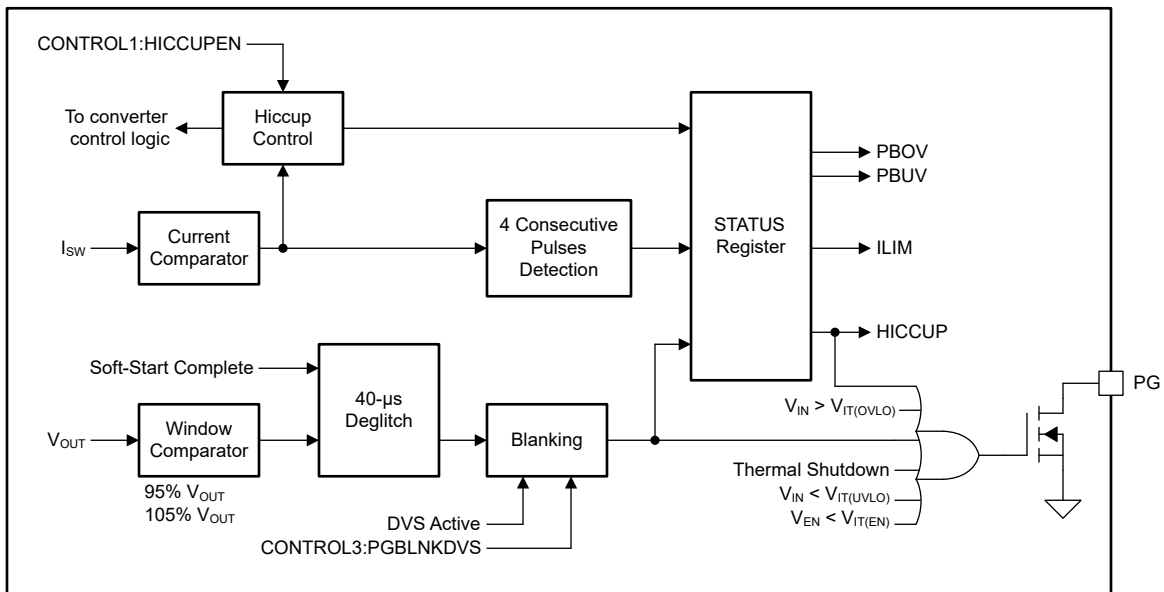 CONTROL1:HICCUPEN
To converter
control logic
Hiccup
Control
PBOV
PBUV
STATUS
Register
I_SW
Current
Comparator
4 Consecutive
Pulses
Detection
ILIM
HICCUP
Soft-Start Complete
40-µs
Deglitch
PG
V_IN > V_IT(OVLO)
V_OUT
Window
Comparator
Blanking
Thermal Shutdown
95% V_OUT
105% V_OUT
V_IN < V_IT(UVLO)
V_EN < V_IT(EN)
DVS Active
CONTROL3:PGBLNKDVS